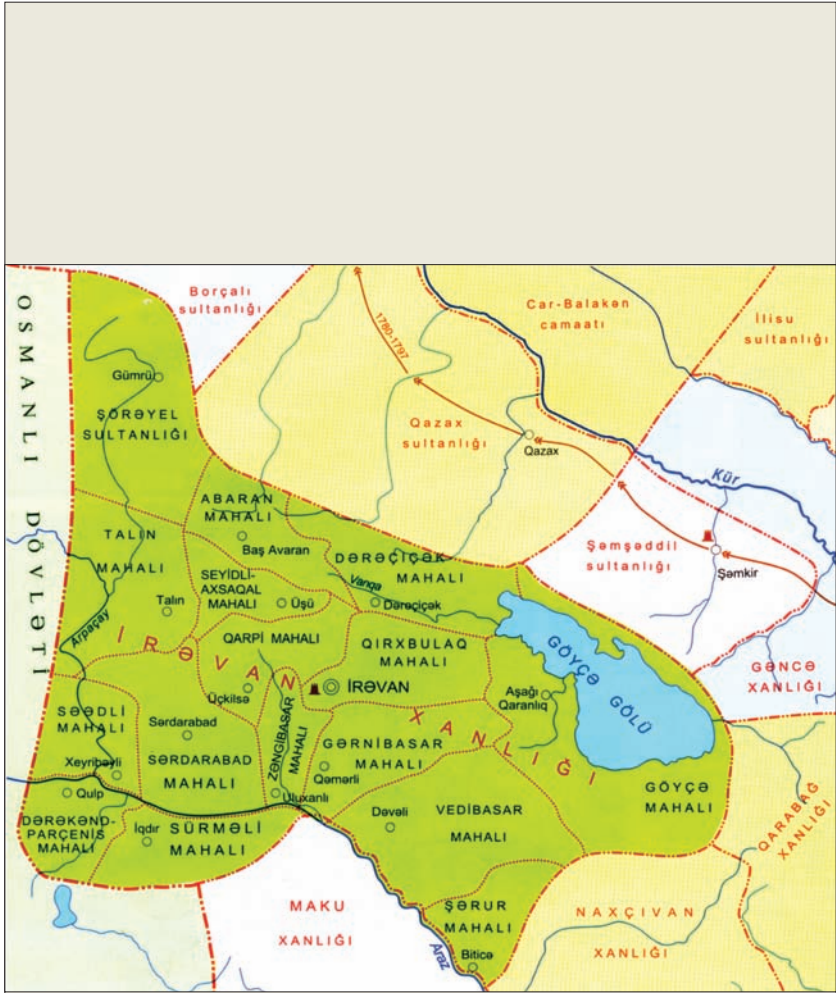 OSMANLI DÖVLƏTİ
Borçalı
sultanlığı
1780-1797
Car-Balakən
camaatı
İlisu
sultanlığı
Gümrü
ŞÖRƏYEL
SULTANLIĞI
Qazax
sultanlığı
Qazax
Kür
ABARAN
MAHALI
Baş Avaran
TALIN
MAHALI
DƏRƏÇİÇƏK
MAHALI
Şəmşəddil
sultanlığı
Şəmkir
SEYİDLİ-
AXSAQAL
MAHALI
Üşü
Vanqa
Dərəçiçək
Talın
Arpaçay
QARPİ MAHALI
QIRXBULAQ
MAHALI
GÖYÇƏ
GÖLÜ
GƏNCƏ
XANLIĞI
İRƏVAN XANLIĞI
Üçkilsə
İRƏVAN
Aşağı
Qaranlıq
SƏƏDLİ
MAHALI
Sərdarabad
SƏRDARABAD
MAHALI
ZƏNGİBASAR
MAHALI
GƏRNİBASAR
MAHALI
Qəmərli
Xeyribəyli
GÖYÇƏ
MAHALI
Qulp
Uluxanlı
Dəvəli
VEDİBASAR
MAHALI
QARABAĞ
XANLIĞI
DƏRƏKƏND-
PARÇENİS
MAHALI
İqdır
SÜRMƏLİ
MAHALI
MAKU
XANLIĞI
Araz
ŞƏRUR
MAHALI
Biticə
NAXÇIVAN
XANLIĞI